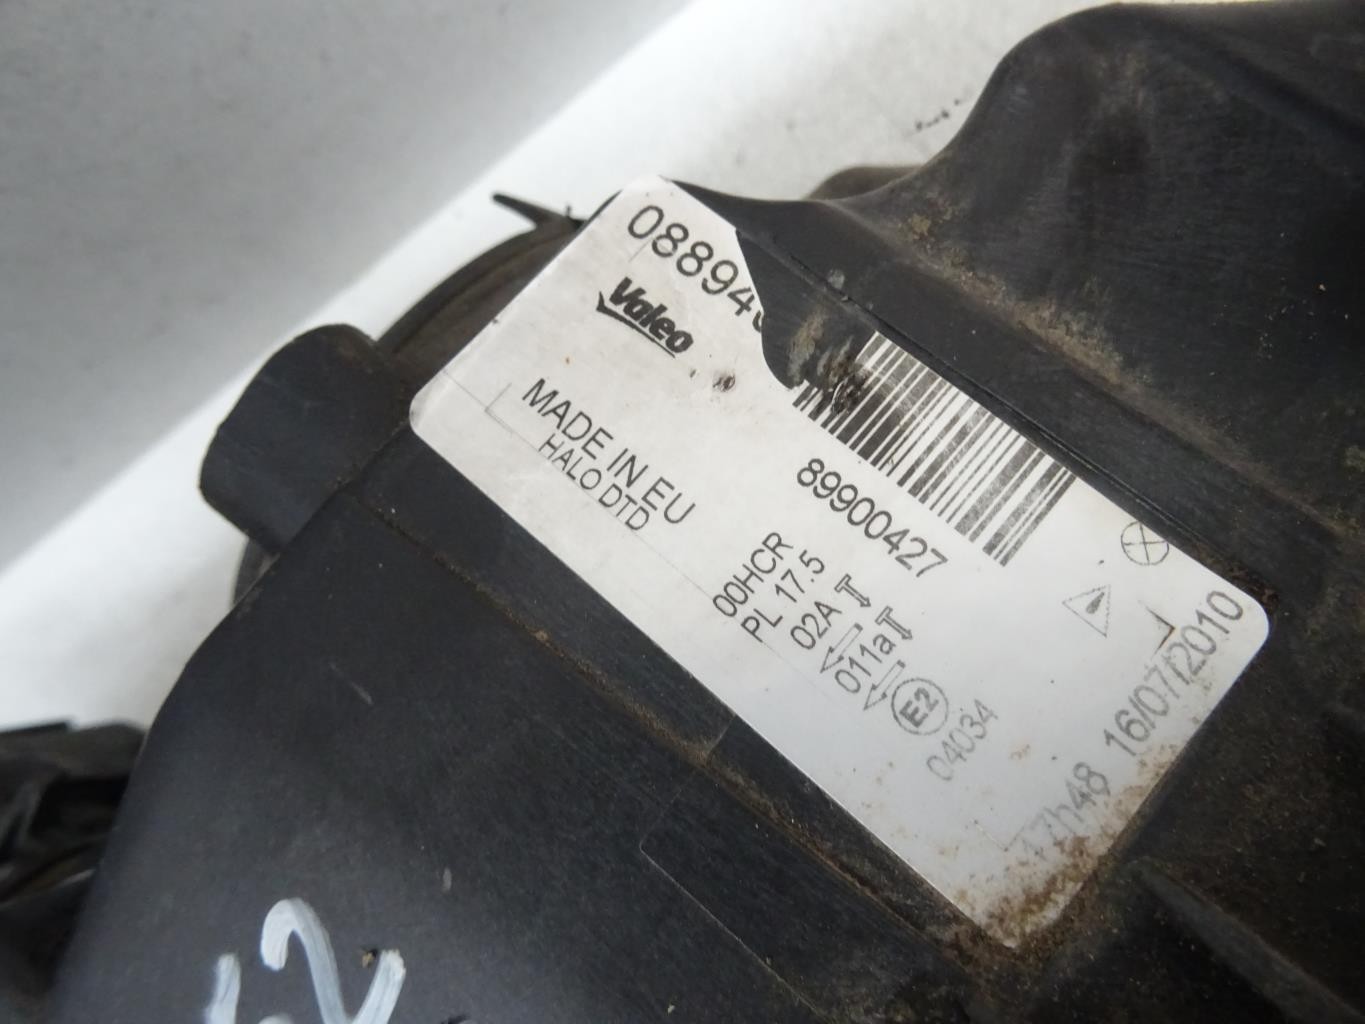 08894
Valeo
MADE IN EU
HALO DTD
89900427
00HCR
PL 17.5
02A
011a
E2
04034
17h48 16/07/2010
2